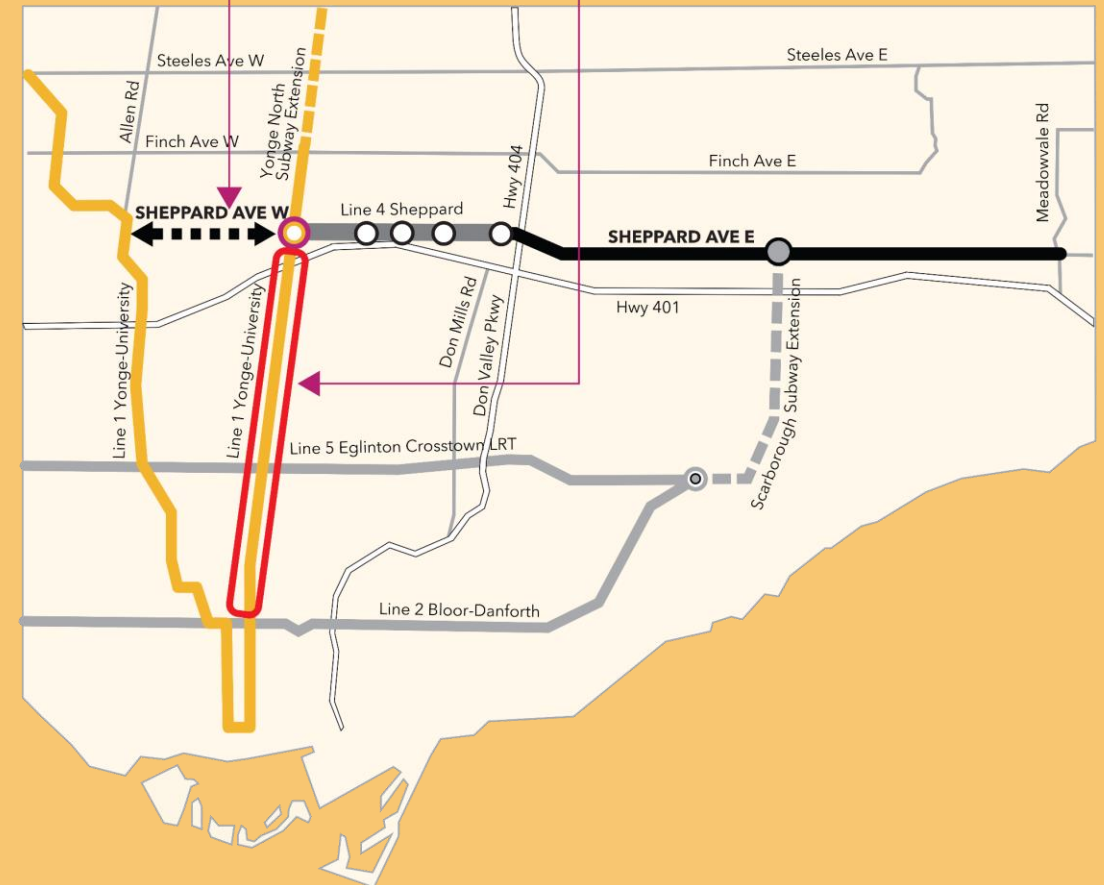 Steeles Ave W
Steeles Ave E
Allen Rd
Yonge North
Subway Extension
Hwy 404
Meadowvale Rd
Finch Ave W
Finch Ave E
SHEPPARD AVE W
Line 4 Sheppard
SHEPPARD AVE E
Hwy 401
Line 1 Yonge-University
Line 1 Yonge-University
Don Mills Rd
Don Valley Pkwy
Scarborough Subway Extension
Line 5 Eglinton Crosstown LRT
Line 2 Bloor-Danforth